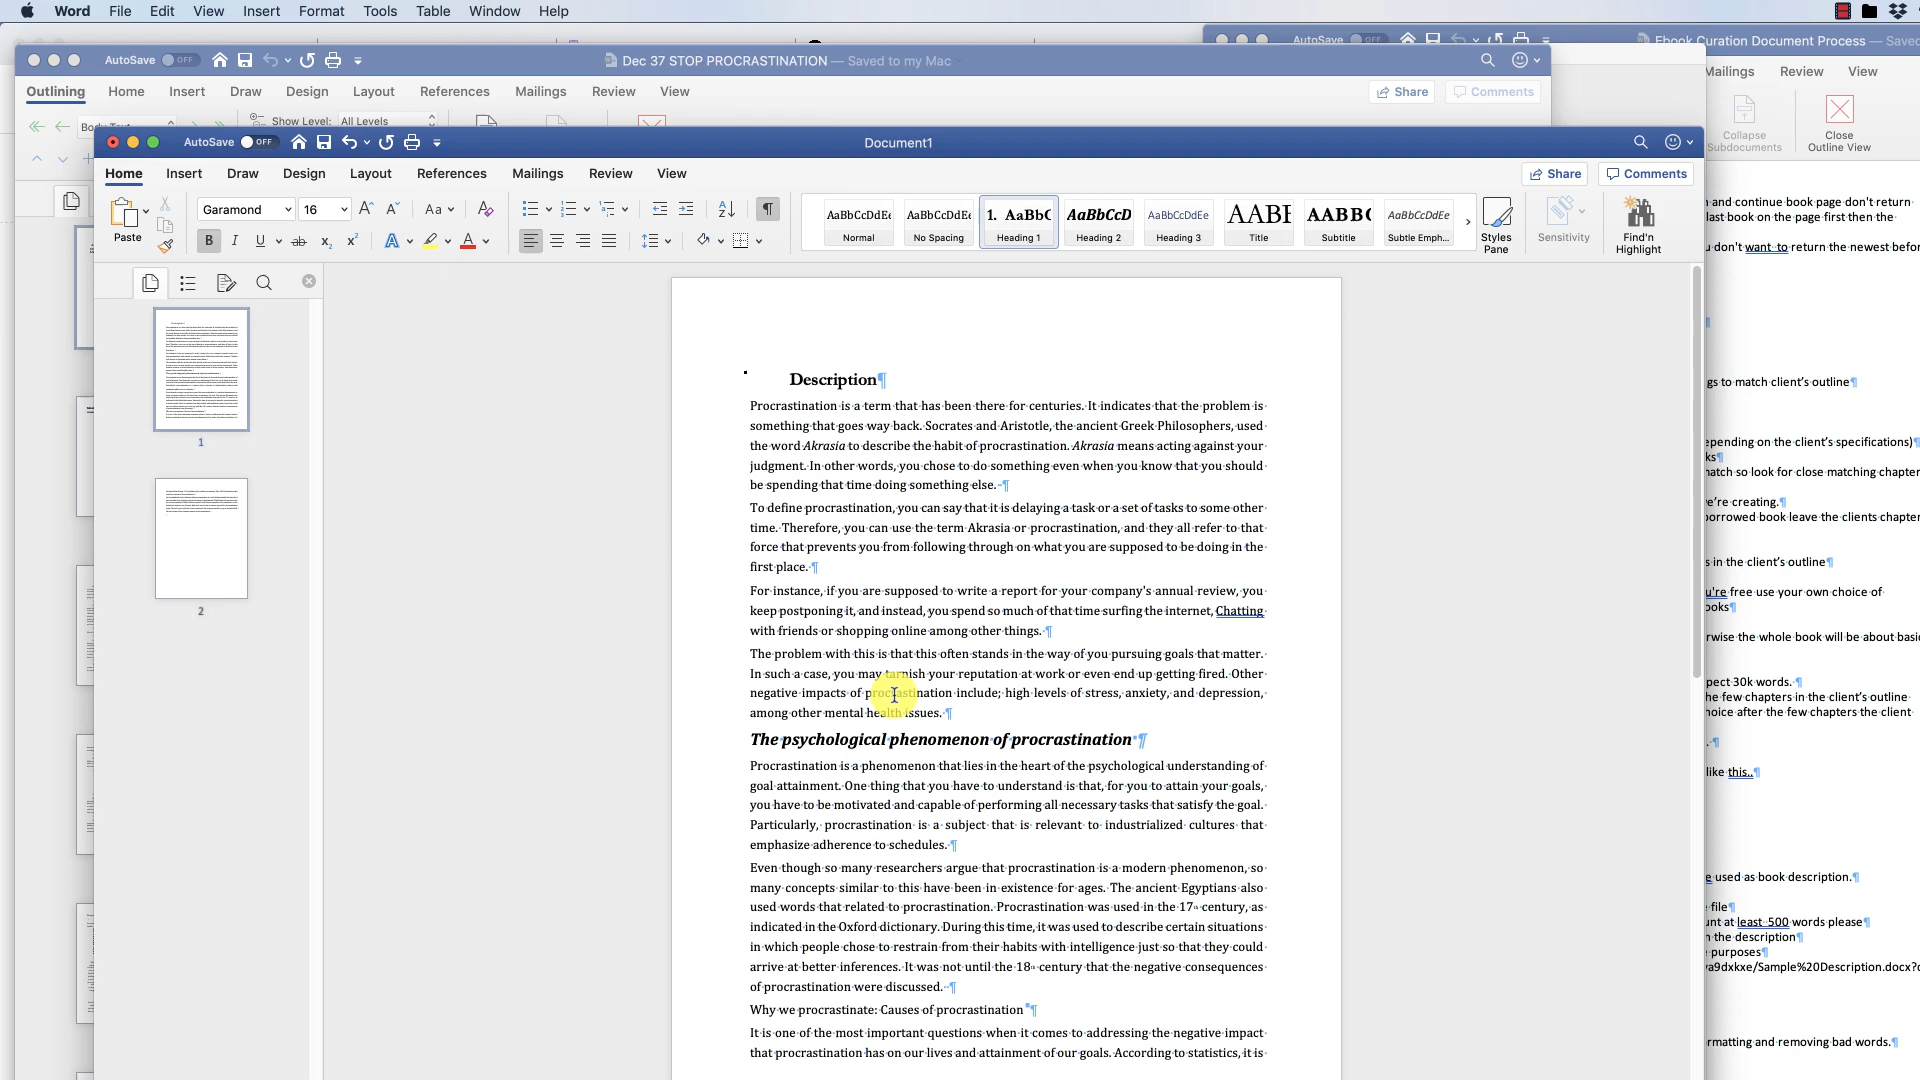 Word File Edit View Insert Format Tools Table Window Help
AutoSave OFF Ebook Curation Document Process — Saved
AutoSave OFF Dec 37 STOP PROCRASTINATION — Saved to my Mac
Mailings Review View
Outlining Home Insert Draw Design Layout References Mailings Review View Share Comments
Show Level: All Levels
Collapse Subdocuments
Close Outline View
AutoSave OFF Document1
Home Insert Draw Design Layout References Mailings Review View Share Comments
Paste
Garamond 16
AaBbCcDdEe AaBbCcDdEe 1. AaBbC AaBbCcD AaBbCcDdEe AABI AABBC AaBbCcDdEe
Normal No Spacing Heading 1 Heading 2 Heading 3 Title Subtitle Subtle Emph...
Styles Pane
Sensitivity
Find'n Highlight
1
2
Description¶
Procrastination is a term that has been there for centuries. It indicates that the problem is
something that goes way back. Socrates and Aristotle, the ancient Greek Philosophers, used
the word Akrasia to describe the habit of procrastination. Akrasia means acting against your
judgment. In other words, you chose to do something even when you know that you should
be spending that time doing something else. ¶
To define procrastination, you can say that it is delaying a task or a set of tasks to some other
time. Therefore, you can use the term Akrasia or procrastination, and they all refer to that
force that prevents you from following through on what you are supposed to be doing in the
first place. ¶
For instance, if you are supposed to write a report for your company's annual review, you
keep postponing it, and instead, you spend so much of that time surfing the internet, Chatting
with friends or shopping online among other things. ¶
The problem with this is that this often stands in the way of you pursuing goals that matter.
In such a case, you may tarnish your reputation at work or even end up getting fired. Other
negative impacts of procrastination include; high levels of stress, anxiety, and depression,
among other mental health issues. ¶
The psychological phenomenon of procrastination ¶
Procrastination is a phenomenon that lies in the heart of the psychological understanding of
goal attainment. One thing that you have to understand is that, for you to attain your goals,
you have to be motivated and capable of performing all necessary tasks that satisfy the goal.
Particularly, procrastination is a subject that is relevant to industrialized cultures that
emphasize adherence to schedules. ¶
Even though so many researchers argue that procrastination is a modern phenomenon, so
many concepts similar to this have been in existence for ages. The ancient Egyptians also
used words that related to procrastination. Procrastination was used in the 17th century, as
indicated in the Oxford dictionary. During this time, it was used to describe certain situations
in which people chose to restrain from their habits with intelligence just so that they could
arrive at better inferences. It was not until the 18th century that the negative consequences
of procrastination were discussed. ¶
Why we procrastinate: Causes of procrastination ¶
It is one of the most important questions when it comes to addressing the negative impact
that procrastination has on our lives and attainment of our goals. According to statistics, it is
and continue book page don't return
last book on the page first then the
don't want to return the newest before
gs to match client's outline¶
epending on the client's specifications)¶
ks¶
match so look for close matching chapter
we're creating.¶
borrowed book leave the clients chapter
s in the client's outline¶
u're free use your own choice of
ooks¶
rwise the whole book will be about basic
pect 30k words. ¶
he few chapters in the client's outline
hoice after the few chapters the client
. ¶
like this..¶
e used as book description.¶
file¶
unt at least 500 words please¶
n the description¶
purposes¶
va9dxkxe/Sample%20Description.docx?
rmatting and removing bad words.¶